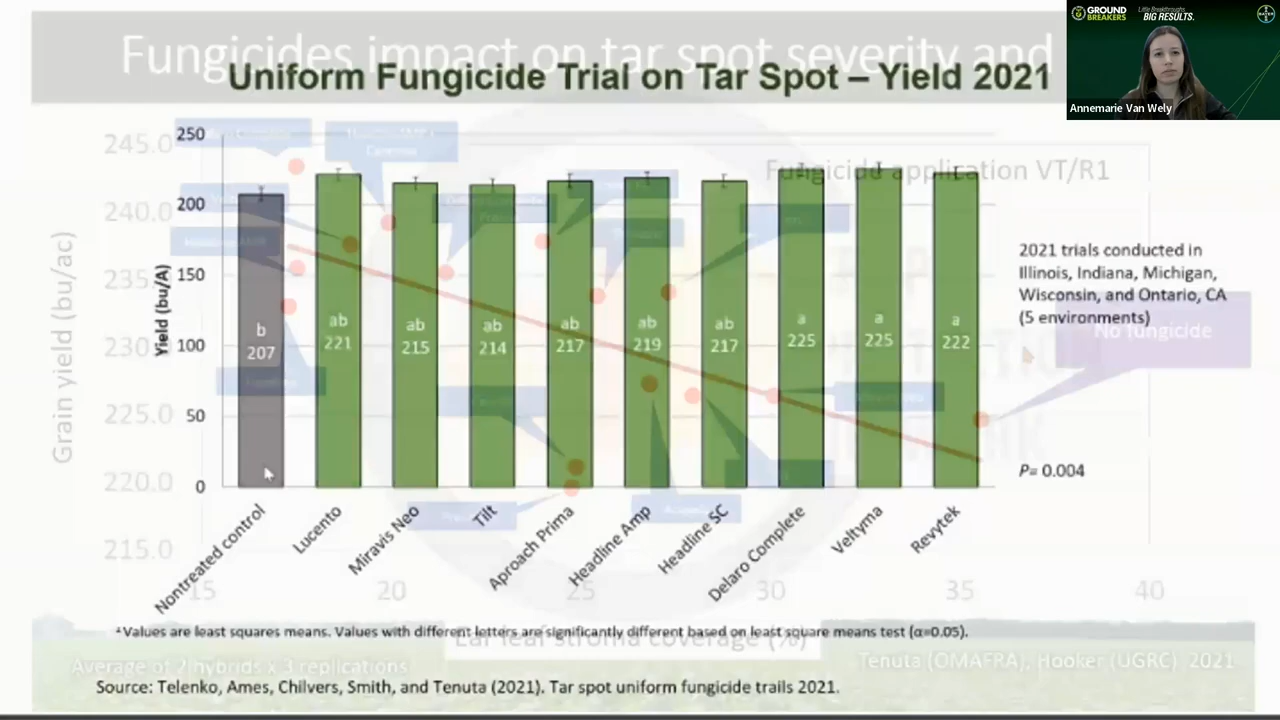 GROUND
BREAKERS
Little Breakthroughs.
BIG RESULTS.
BAYER
Annemarie Van Wely
Fungicides impact on tar spot severity and
Uniform Fungicide Trial on Tar Spot – Yield 2021
Fungicide application VT/R1
Grain yield (bu/ac)
245.0
240.0
235
230
225.0
220.0
215.0
Yield (bu/A)
250
200
150
100
50
0
b
207
ab
221
ab
215
ab
214
ab
217
ab
219
ab
217
a
225
a
225
a
222
2021 trials conducted in
Illinois, Indiana, Michigan,
Wisconsin, and Ontario, CA
(5 environments)
No fungicide
P= 0.004
Nontreated control
Lucento
Miravis Neo
Tilt
Aproach Prima
Headline Amp
Headline SC
Delaro Complete
Veltyma
Revytek
15
20
25
30
35
40
Ear leaf stroma coverage (%)
*Values are least squares means. Values with different letters are significantly different based on least square means test (α=0.05).
Average of 2 hybrids x 3 replications
Tenuta (OMAFRA), Hooker (UGRC), 2021
Source: Telenko, Ames, Chilvers, Smith, and Tenuta (2021). Tar spot uniform fungicide trails 2021.